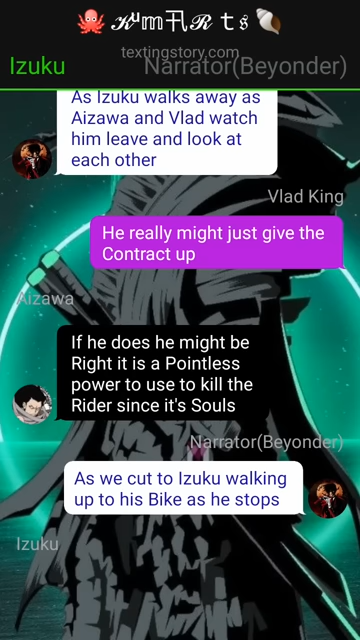 🐙 𝒦ᵘ𝕞卂ℛ 𝕥𝔰 🐚
textingstory.com
Izuku Narrator(Beyonder)
As Izuku walks away as
Aizawa and Vlad watch
him leave and look at
each other
Vlad King
He really might just give the
Contract up
Aizawa
If he does he might be
Right it is a Pointless
power to use to kill the
Rider since it's Souls
Narrator(Beyonder)
As we cut to Izuku walking
up to his Bike as he stops
Izuku